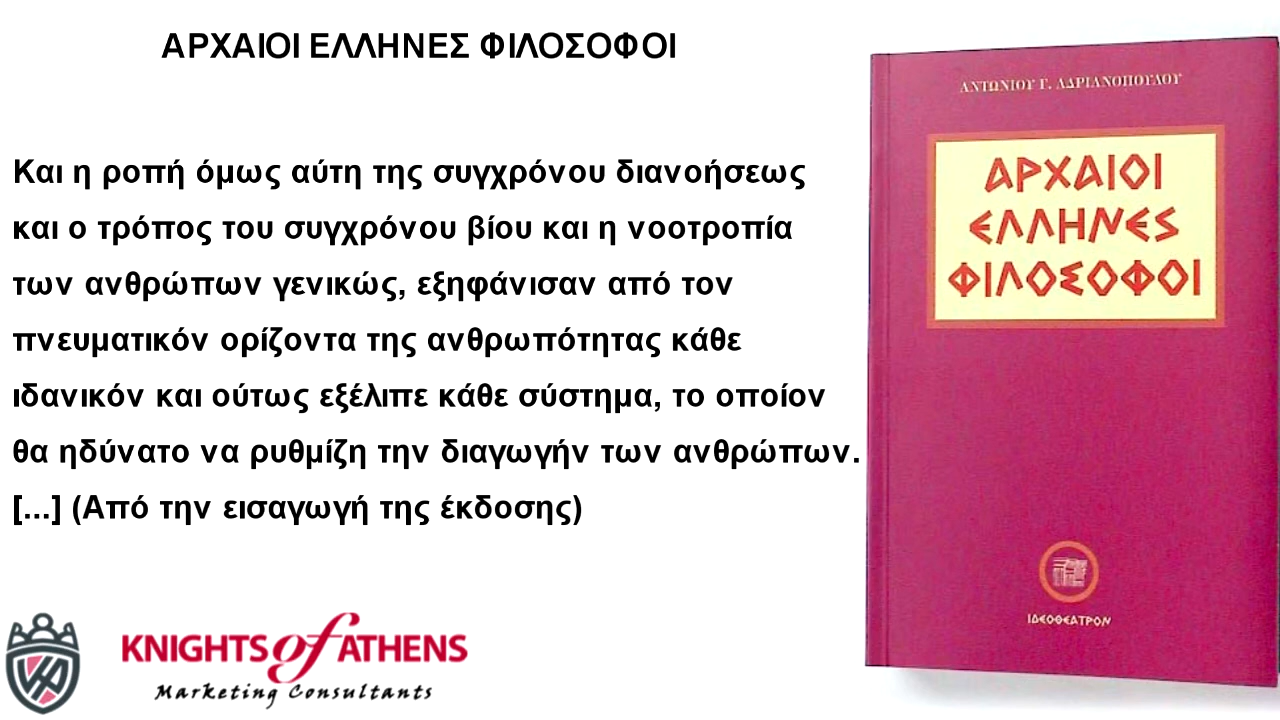 ΑΡΧΑΙΟΙ ΕΛΛΗΝΕΣ ΦΙΛΟΣΟΦΟΙ
Και η ροπή όμως αύτη της συγχρόνου διανοήσεως
και ο τρόπος του συγχρόνου βίου και η νοοτροπία
των ανθρώπων γενικώς, εξηφάνισαν από τον
πνευματικόν ορίζοντα της ανθρωπότητας κάθε
ιδανικόν και ούτως εξέλιπε κάθε σύστημα, το οποίον
θα ηδύνατο να ρυθμίζη την διαγωγήν των ανθρώπων.
[...] (Από την εισαγωγή της έκδοσης)
KNIGHTS of ATHENS
Marketing Consultants
ΑΝΤΩΝΙΟΥ Γ. ΑΔΡΙΑΝΟΠΟΥΛΟΥ
ΑΡΧΑΙΟΙ
ΕΛΛΗΝΕΣ
ΦΙΛΟΣΟΦΟΙ
ΙΔΕΟΘΕΑΤΡΟΝ